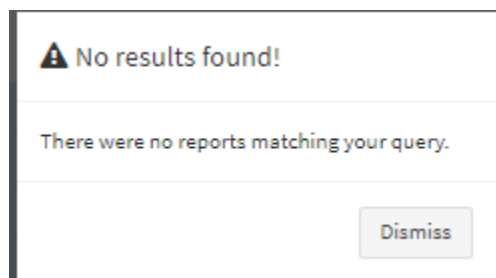 No results found!
There were no reports matching your query.
Dismiss